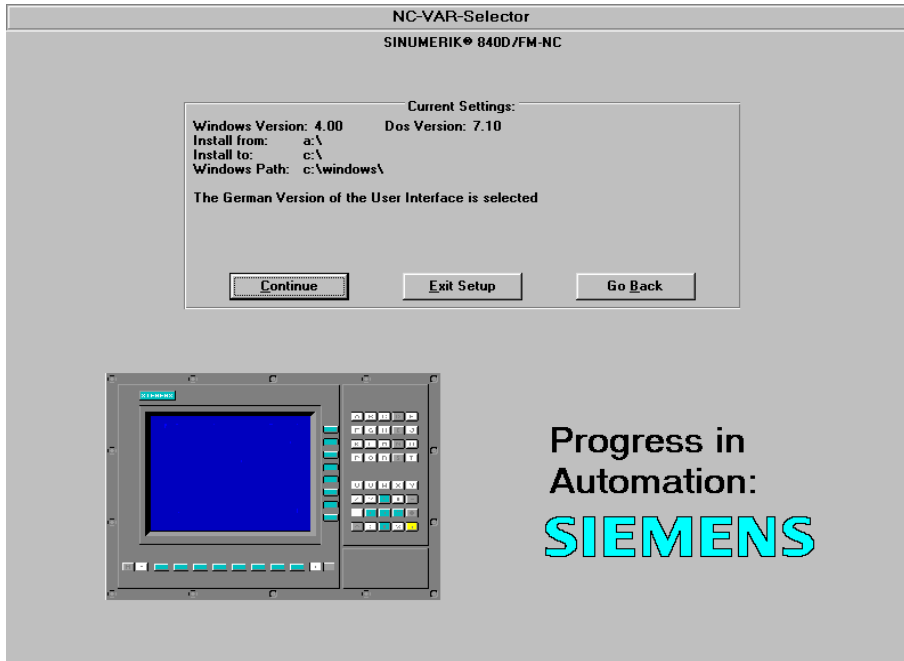 NC-VAR-Selector
SINUMERIK® 840D/FM-NC
Current Settings:
Windows Version: 4.00 Dos Version: 7.10
Install from: a:\
Install to: c:\
Windows Path: c:\windows\
The German Version of the User Interface is selected
Continue Exit Setup Go Back
SIEMENS
Progress in
Automation:
SIEMENS